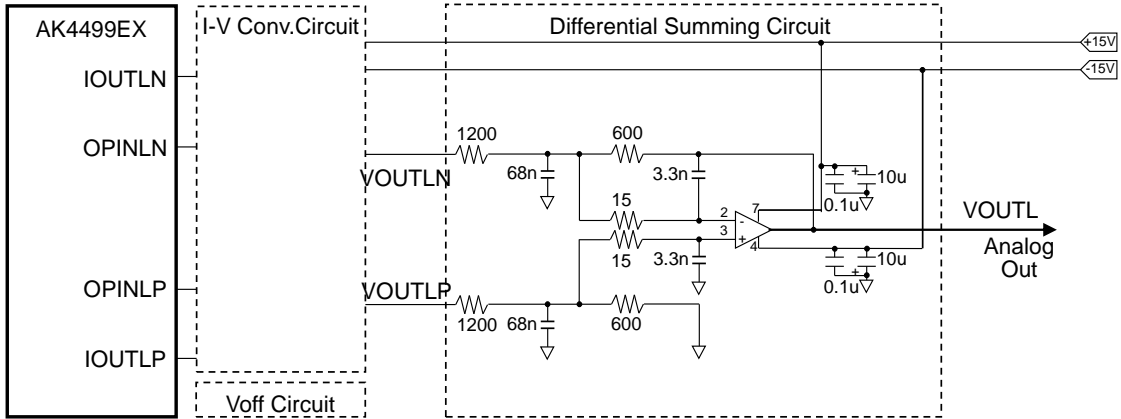 AK4499EX
I-V Conv.Circuit
Differential Summing Circuit
+15V
-15V
IOUTLN
OPINLN
1200
600
VOUTLN
68n
3.3n
15
2
7
-
10u
0.1u
VOUTL
3
+
4
Analog
Out
15
3.3n
10u
+
0.1u
OPINLP
VOUTLP
1200
68n
600
IOUTLP
Voff Circuit